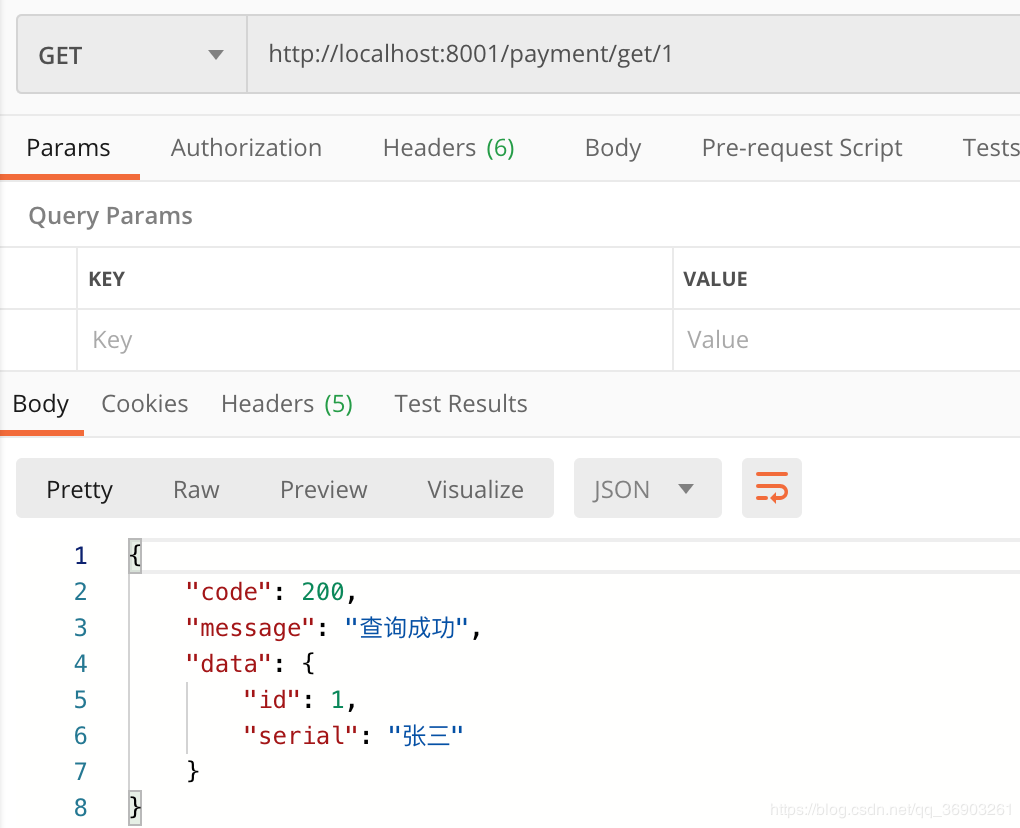 GET http://localhost:8001/payment/get/1
Params Authorization Headers (6) Body Pre-request Script Tests
Query Params
KEY VALUE
Key Value
Body Cookies Headers (5) Test Results
Pretty Raw Preview Visualize JSON
1 {
2 "code": 200,
3 "message": "查询成功",
4 "data": {
5 "id": 1,
6 "serial": "张三"
7 }
8 }
https://blog.csdn.net/qq_36903261